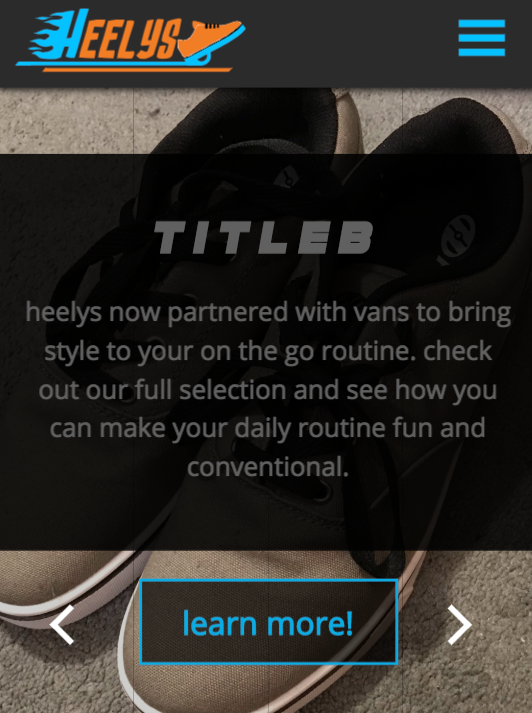 HEELYS
TITLEB
heelys now partnered with vans to bring
style to your on the go routine. check
out our full selection and see how you
can make your daily routine fun and
conventional.
learn more!